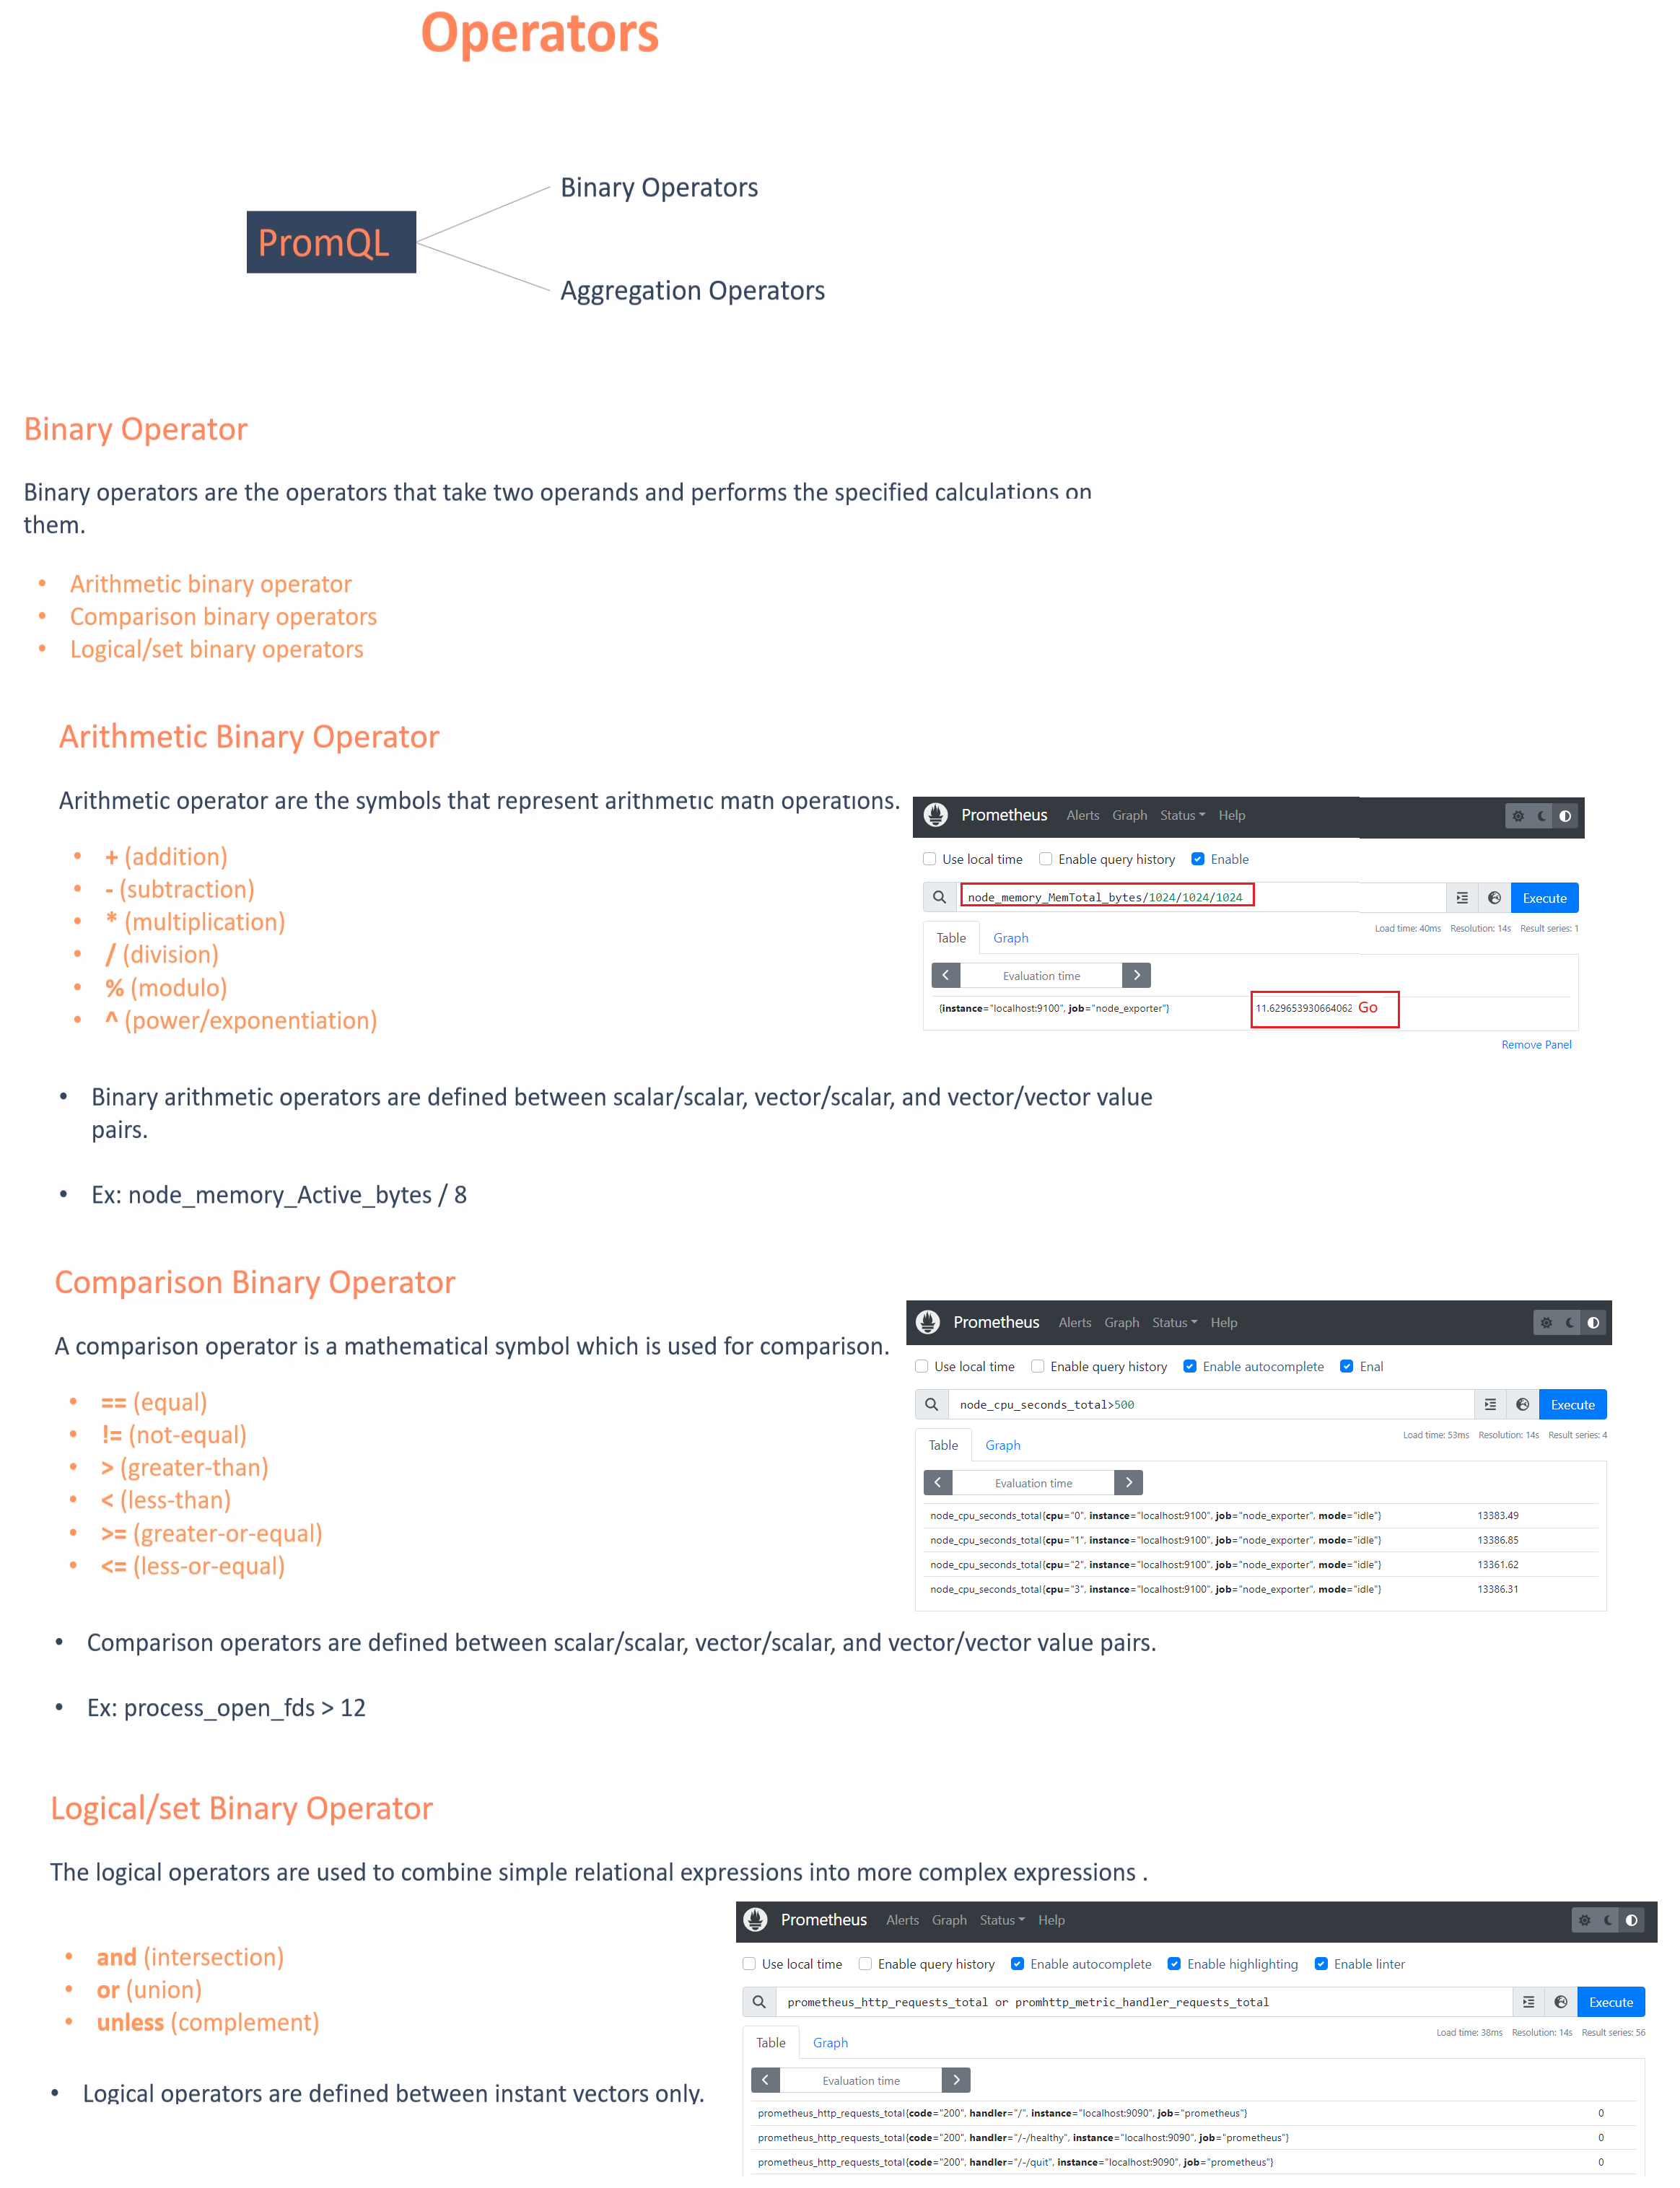 Operators
Binary Operators
PromQL
Aggregation Operators
Binary Operator
Binary operators are the operators that take two operands and performs the specified calculations on
them.
• Arithmetic binary operator
• Comparison binary operators
• Logical/set binary operators
Arithmetic Binary Operator
Arithmetic operator are the symbols that represent arithmetic math operations.
• + (addition)
• - (subtraction)
• * (multiplication)
• / (division)
• % (modulo)
• ^ (power/exponentiation)
Prometheus Alerts Graph Status Help
Use local time Enable query history Enable
node_memory_MemTotal_bytes/1024/1024/1024 Execute
Load time: 40ms Resolution: 14s Result series: 1
Table Graph
Evaluation time
{instance="localhost:9100", job="node_exporter"} 11.629653930664062 Go
Remove Panel
• Binary arithmetic operators are defined between scalar/scalar, vector/scalar, and vector/vector value
pairs.
• Ex: node_memory_Active_bytes / 8
Comparison Binary Operator
A comparison operator is a mathematical symbol which is used for comparison.
• == (equal)
• != (not-equal)
• > (greater-than)
• < (less-than)
• >= (greater-or-equal)
• <= (less-or-equal)
Prometheus Alerts Graph Status Help
Use local time Enable query history Enable autocomplete Enal
node_cpu_seconds_total>500 Execute
Load time: 53ms Resolution: 14s Result series: 4
Table Graph
Evaluation time
node_cpu_seconds_total{cpu="0", instance="localhost:9100", job="node_exporter", mode="idle"} 13383.49
node_cpu_seconds_total{cpu="1", instance="localhost:9100", job="node_exporter", mode="idle"} 13386.85
node_cpu_seconds_total{cpu="2", instance="localhost:9100", job="node_exporter", mode="idle"} 13361.62
node_cpu_seconds_total{cpu="3", instance="localhost:9100", job="node_exporter", mode="idle"} 13386.31
• Comparison operators are defined between scalar/scalar, vector/scalar, and vector/vector value pairs.
• Ex: process_open_fds > 12
Logical/set Binary Operator
The logical operators are used to combine simple relational expressions into more complex expressions .
• and (intersection)
• or (union)
• unless (complement)
• Logical operators are defined between instant vectors only.
Prometheus Alerts Graph Status Help
Use local time Enable query history Enable autocomplete Enable highlighting Enable linter
prometheus_http_requests_total or promhttp_metric_handler_requests_total Execute
Load time: 38ms Resolution: 14s Result series: 56
Table Graph
Evaluation time
prometheus_http_requests_total{code="200", handler="/", instance="localhost:9090", job="prometheus"} 0
prometheus_http_requests_total{code="200", handler="/-/healthy", instance="localhost:9090", job="prometheus"} 0
prometheus_http_requests_total{code="200", handler="/-/quit", instance="localhost:9090", job="prometheus"} 0